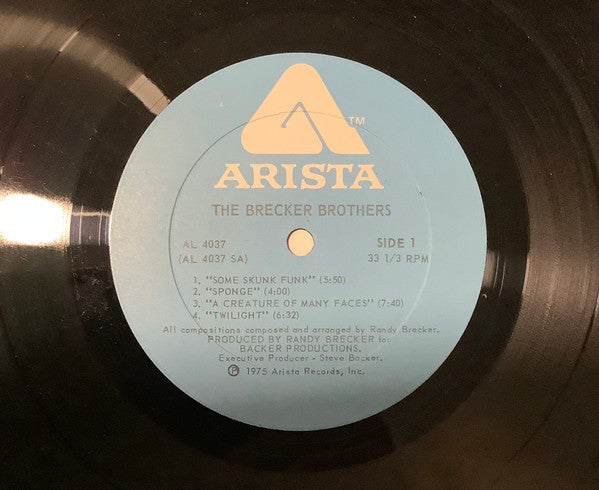 TM
ARISTA
THE BRECKER BROTHERS
AL 4037 SIDE 1
(AL 4037 SA) 33 1/3 RPM
1. "SOME SKUNK FUNK" (5:50)
2. "SPONGE" (4:00)
3. "A CREATURE OF MANY FACES" (7:40)
4. "TWILIGHT" (6:32)
All compositions composed and arranged by Randy Brecker.
PRODUCED BY RANDY BRECKER for
BACKER PRODUCTIONS.
Executive Producer - Steve Backer.
℗ 1975 Arista Records, Inc.